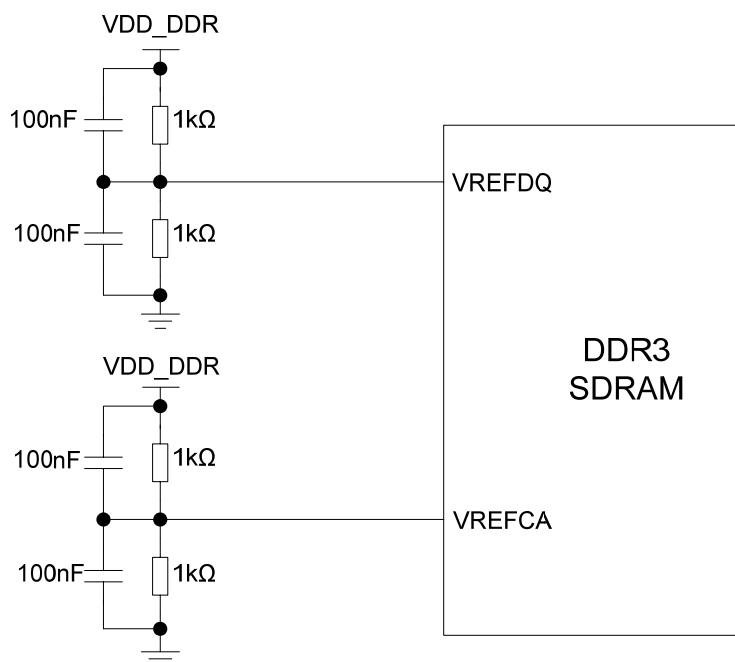 VDD_DDR
100nF
1kΩ
VREFDQ
100nF
1kΩ
VDD_DDR
DDR3
SDRAM
100nF
1kΩ
VREFCA
100nF
1kΩ